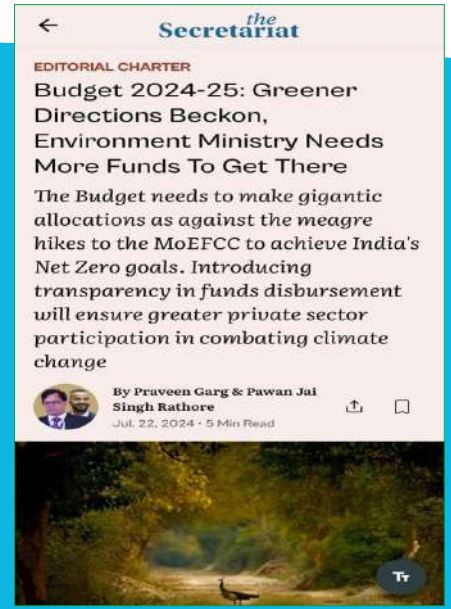 the
Secretariat
EDITORIAL CHARTER
Budget 2024-25: Greener
Directions Beckon,
Environment Ministry Needs
More Funds To Get There
The Budget needs to make gigantic
allocations as against the meagre
hikes to the MoEFCC to achieve India's
Net Zero goals. Introducing
transparency in funds disbursement
will ensure greater private sector
participation in combating climate
change
By Praveen Garg & Pawan Jai
Singh Rathore
Jul. 22, 2024 • 5 Min Read
TT